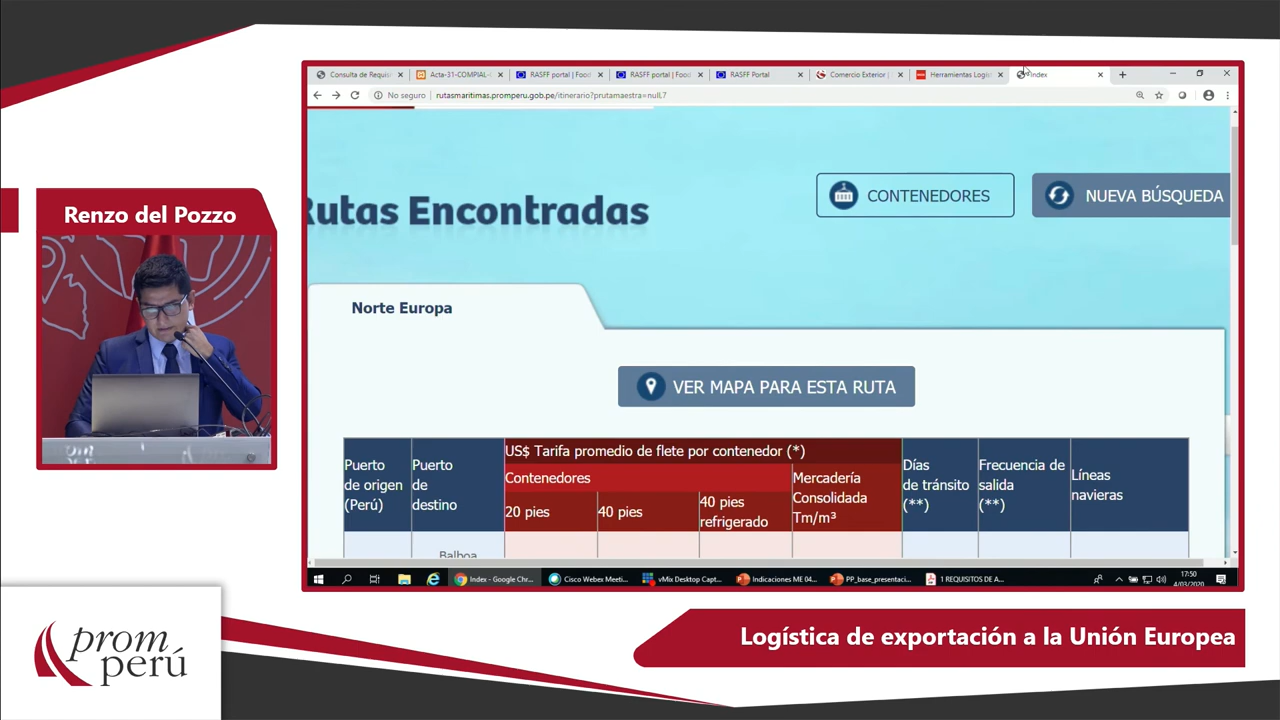 Consulta de Requis
Acta-31-COMPIAL-
RASFF portal | Food
RASFF portal | Food
RASFF Portal
Comercio Exterior |
Herramientas Logís
Index
No seguro
rutasmaritimas.promperu.gob.pe/itinerario?prutamaestra=null,7
Rutas Encontradas
CONTENEDORES
NUEVA BÚSQUEDA
Norte Europa
VER MAPA PARA ESTA RUTA
Puerto
de origen
(Perú)
Puerto
de
destino
US$ Tarifa promedio de flete por contenedor (*)
Contenedores
20 pies
40 pies
40 pies
refrigerado
Mercadería
Consolidada
Tm/m³
Días
de tránsito
(**)
Frecuencia de
salida
(**)
Líneas
navieras
Balboa
Index - Google Chr...
Cisco Webex Meeti...
vMix Desktop Capt...
Indicaciones ME 04...
PP_base_presentaci...
1 REQUISITOS DE A...
17:50
4/03/2020
Renzo del Pozzo
prom
perú
Logística de exportación a la Unión Europea